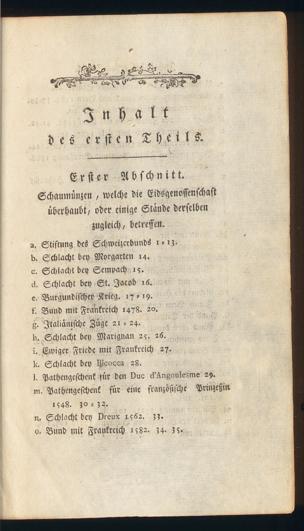 Inhalt
des ersten Theils.
Erster Abschnitt.
Schaumünzen, welche die Eidsgenossenschaft
überhaubt, oder einige Stände derselben
zugleich, betreffen.
a. Stiftung des Schweizerbunds 1-13.
b. Schlacht bey Morgarten 14.
c. Schlacht bey Sempach 15.
d. Schlacht bey St. Jacob 16.
e. Burgundischer Krieg. 17-19.
f. Bund mit Frankreich 1478. 20.
g. Italiänische Züge 21-24.
h. Schlacht bey Marignan 25. 26.
i. Ewiger Friede mit Frankreich 27.
k. Schlacht bey Bicocca 28.
l. Pathengeschenk für den Duc d'Angoulesme 29.
m. Pathengeschenk für eine französische Prinzeßin
1548. 30-32.
n. Schlacht bey Dreux 1562. 33.
o. Bund mit Frankreich 1582. 34. 35.